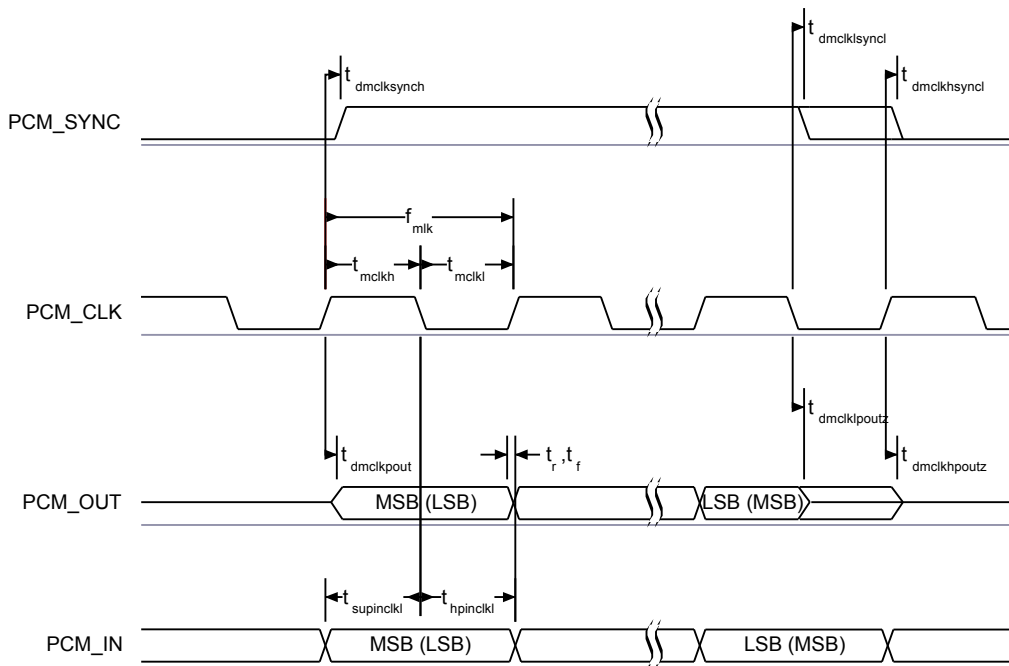 t dmclklsyncl
t dmclksynch
t dmclkhsyncl
PCM_SYNC
f mlk
t mclkh
t mclkl
PCM_CLK
t dmclklpoutz
t dmclkpout
t r ,t f
t dmclkhpoutz
PCM_OUT
MSB (LSB)
LSB (MSB)
t supinclkl
t hpinclkl
PCM_IN
MSB (LSB)
LSB (MSB)